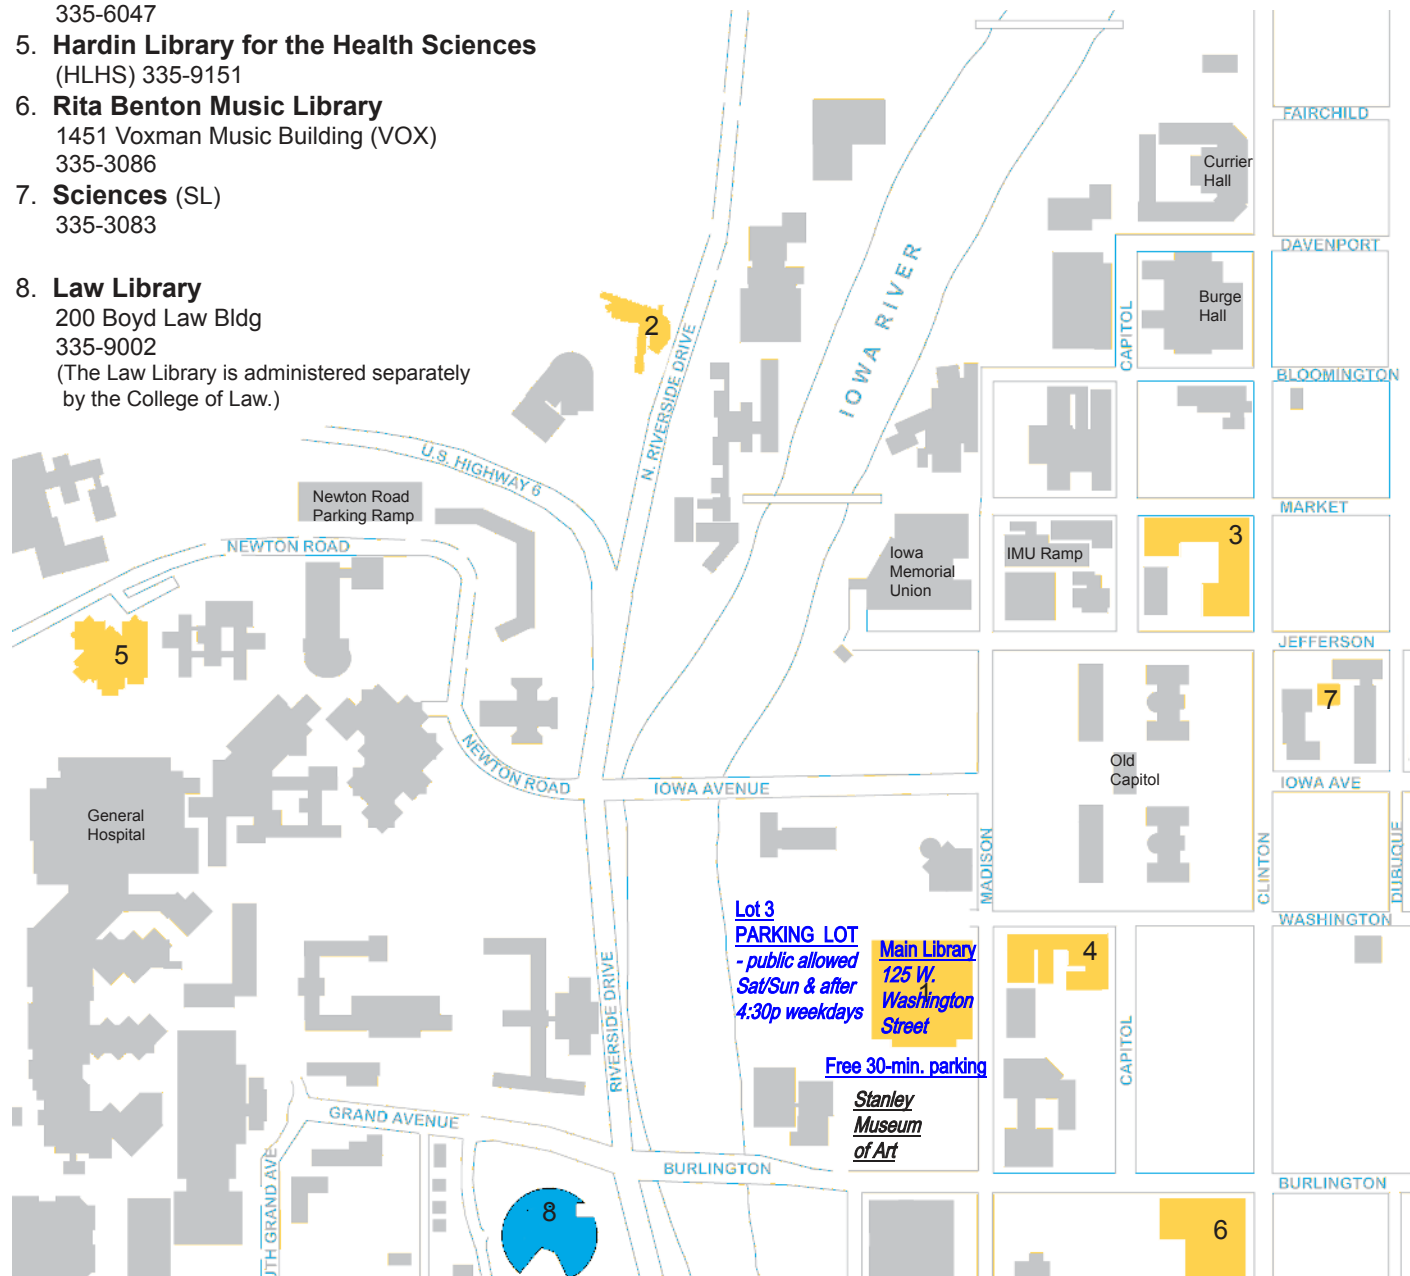 335-6047
5. Hardin Library for the Health Sciences
(HLHS) 335-9151
6. Rita Benton Music Library
1451 Voxman Music Building (VOX)
335-3086
7. Sciences (SL)
335-3083
8. Law Library
200 Boyd Law Bldg
335-9002
(The Law Library is administered separately
by the College of Law.)
FAIRCHILD
Currier
Hall
DAVENPORT
IOWA RIVER
Burge
Hall
CAPITOL
2
N. RIVERSIDE DRIVE
BLOOMINGTON
U.S. HIGHWAY 6
Newton Road
Parking Ramp
MARKET
NEWTON ROAD
Iowa
Memorial
Union
IMU Ramp
3
5
JEFFERSON
7
NEWTON ROAD
IOWA AVENUE
Old
Capitol
IOWA AVE
General
Hospital
MADISON
CLINTON
DUBUQUE
WASHINGTON
Lot 3
PARKING LOT
- public allowed
Sat/Sun & after
4:30p weekdays
Main Library
125 W.
Washington
Street
1
4
RIVERSIDE DRIVE
CAPITOL
Free 30-min. parking
Stanley
Museum
of Art
GRAND AVENUE
BURLINGTON
BURLINGTON
UTH GRAND AVE
8
6